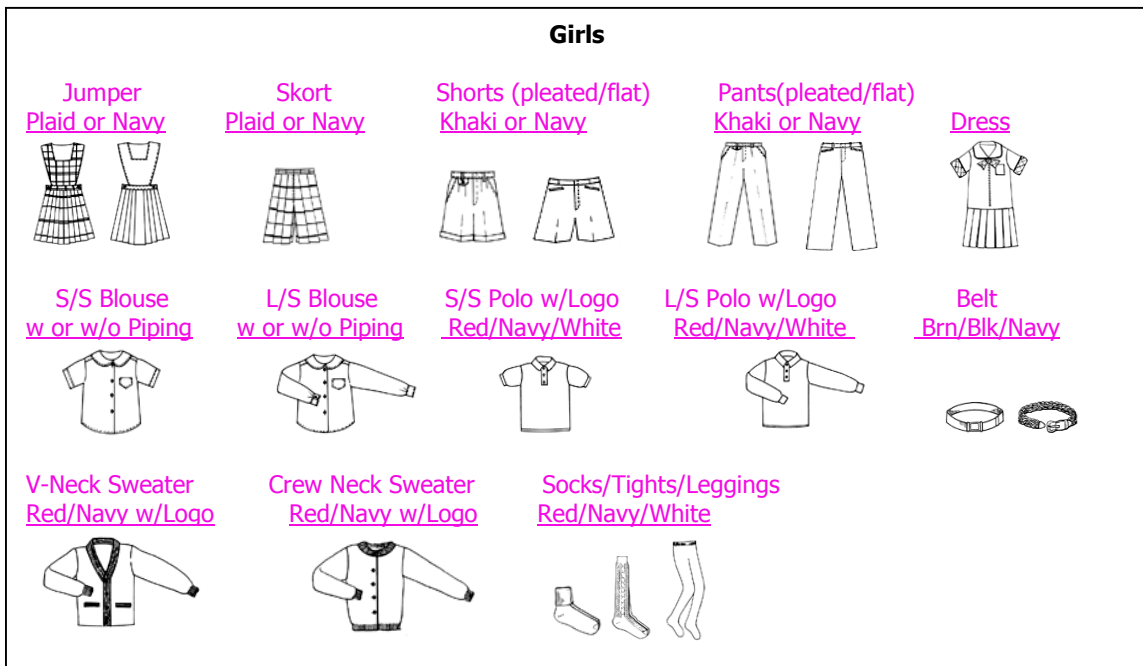 Girls
Jumper Skort Shorts (pleated/flat) Pants(pleated/flat)
Plaid or Navy Plaid or Navy Khaki or Navy Khaki or Navy Dress
S/S Blouse L/S Blouse S/S Polo w/Logo L/S Polo w/Logo Belt
w or w/o Piping w or w/o Piping Red/Navy/White Red/Navy/White Brn/Blk/Navy
V-Neck Sweater Crew Neck Sweater Socks/Tights/Leggings
Red/Navy w/Logo Red/Navy w/Logo Red/Navy/White